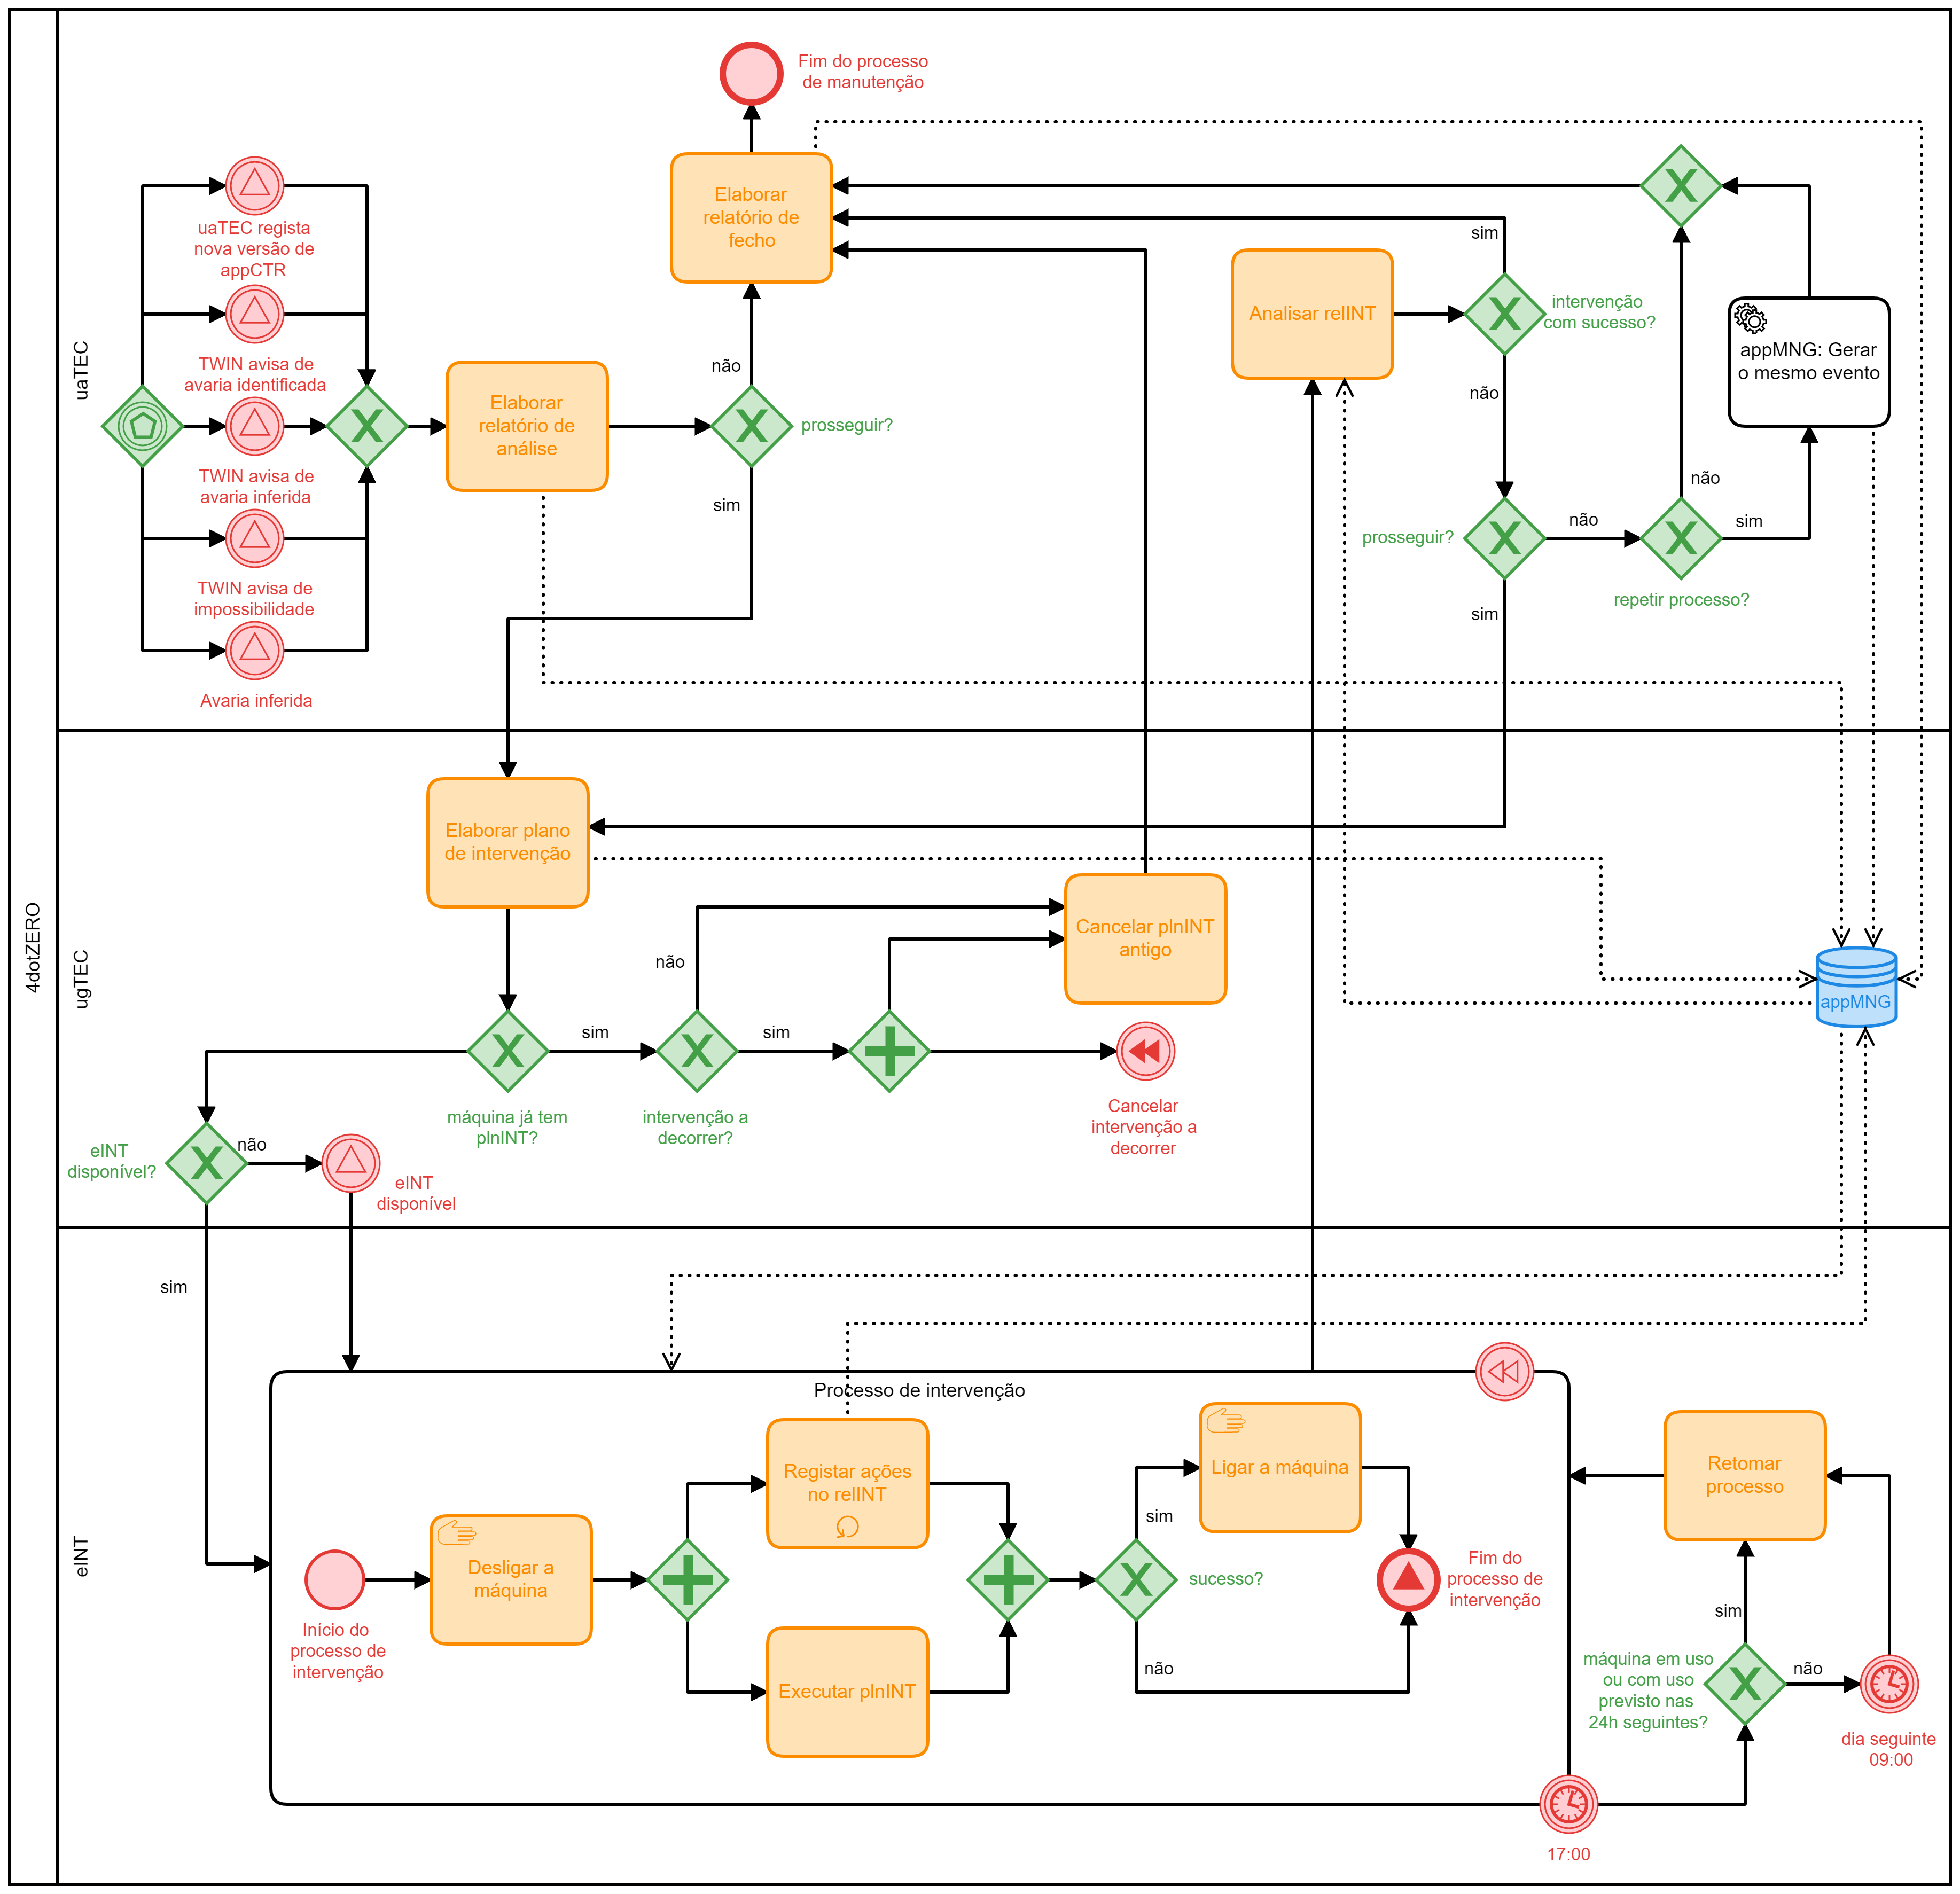 4dotZERO
uaTEC
Fim do processo
de manutenção
uaTEC regista
nova versão de
appCTR
TWIN avisa de
avaria identificada
TWIN avisa de
avaria inferida
TWIN avisa de
impossibilidade
Avaria inferida
Elaborar
relatório de
análise
Elaborar
relatório de
fecho
não
prosseguir?
sim
Analisar relINT
sim
intervenção
com sucesso?
não
prosseguir?
não
sim
não
sim
repetir processo?
appMNG: Gerar
o mesmo evento
ugTEC
Elaborar plano
de intervenção
Cancelar plnINT
antigo
não
sim
sim
máquina já tem
plnINT?
intervenção a
decorrer?
Cancelar
intervenção a
decorrer
appMNG
eINT
disponível?
não
eINT
disponível
eINT
sim
Processo de intervenção
Início do
processo de
intervenção
Desligar a
máquina
Registar ações
no relINT
Executar plnINT
sim
sucesso?
não
Ligar a máquina
Fim do
processo de
intervenção
Retomar
processo
sim
máquina em uso
ou com uso
previsto nas
24h seguintes?
não
dia seguinte
09:00
17:00